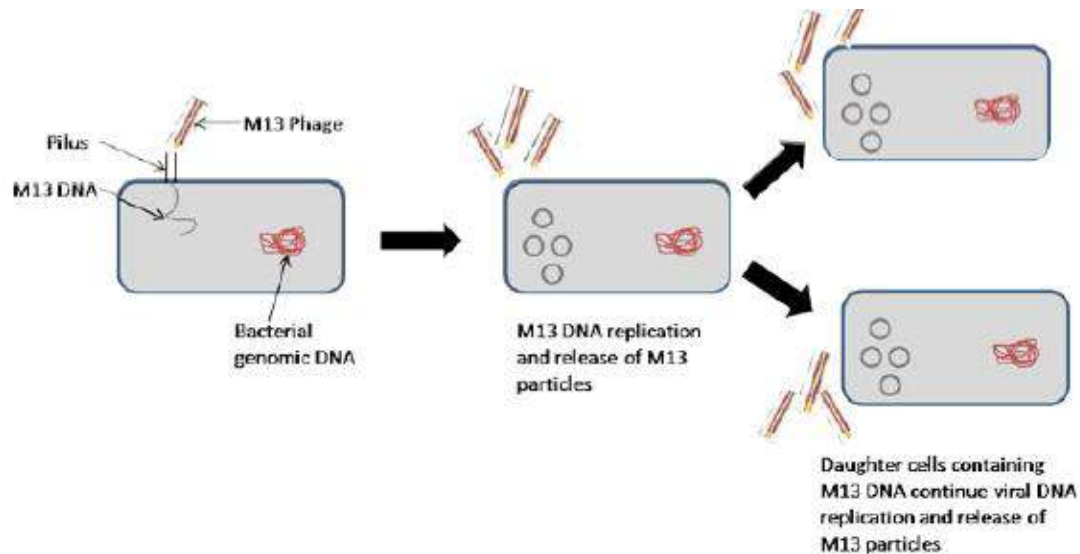 M13 Phage
Pilus
M13 DNA
Bacterial
genomic DNA
M13 DNA replication
and release of M13
particles
Daughter cells containing
M13 DNA continue viral DNA
replication and release of
M13 particles